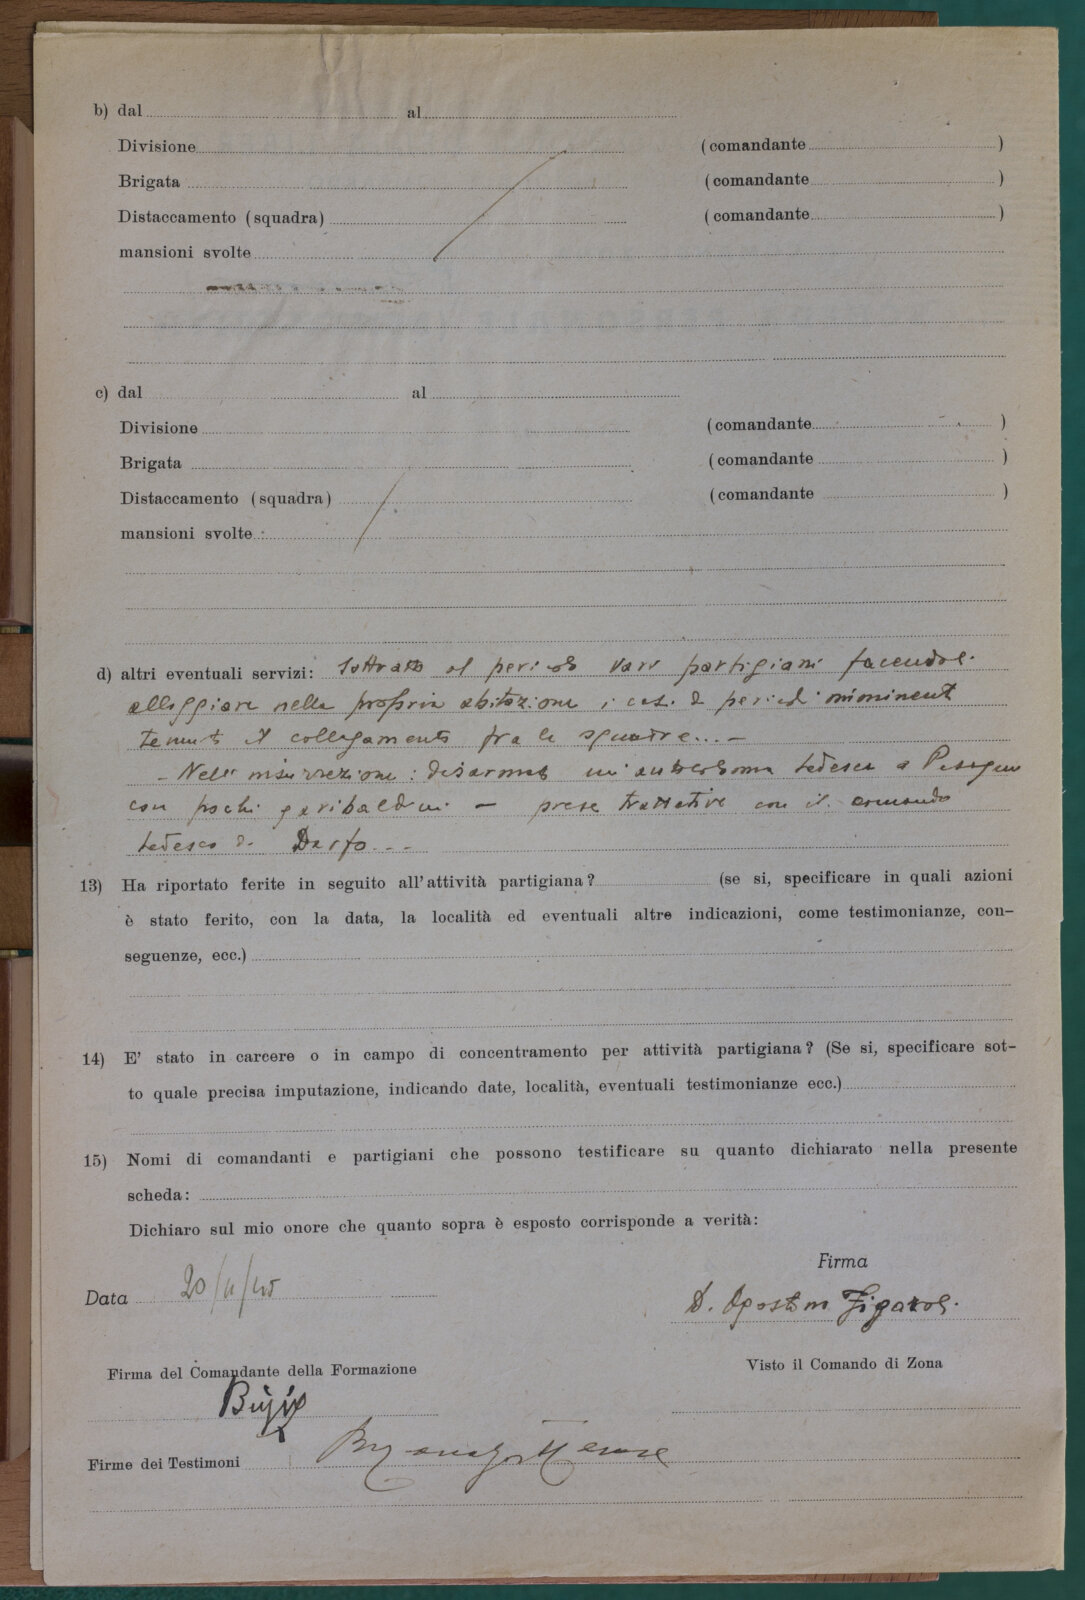 b) dal al
Divisione (comandante )
Brigata (comandante )
Distaccamento (squadra) (comandante )
mansioni svolte
c) dal al
Divisione (comandante )
Brigata (comandante )
Distaccamento (squadra) (comandante )
mansioni svolte
d) altri eventuali servizi: Sottratto al pericolo vari partigiani facendoli
alloggiare nella propria abitazione i casi di pericoli imminenti
tenuto il collegamento fra le squadre... -
- Nell' insurrezione: disarmato un' autocolonna tedesca a
con pochi garibaldini - prese trattative con il comando
tedesco di Darfo...
13) Ha riportato ferite in seguito all'attività partigiana? (se si, specificare in quali azioni
è stato ferito, con la data, la località ed eventuali altre indicazioni, come testimonianze, con-
seguenze, ecc.)
14) E' stato in carcere o in campo di concentramento per attività partigiana? (Se si, specificare sot-
to quale precisa imputazione, indicando date, località, eventuali testimonianze ecc.)
15) Nomi di comandanti e partigiani che possono testificare su quanto dichiarato nella presente
scheda:
Dichiaro sul mio onore che quanto sopra è esposto corrisponde a verità:
Firma
Data 20/11/45
D. Agostino
Firma del Comandante della Formazione Visto il Comando di Zona
Firme dei Testimoni